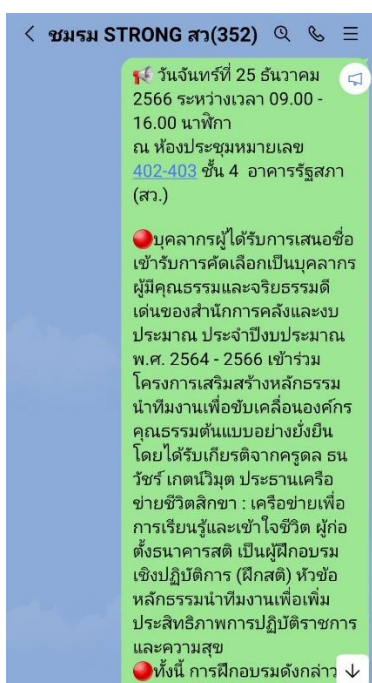 ชมรม STRONG สว(352)
วันจันทร์ที่ 25 ธันวาคม
2566 ระหว่างเวลา 09.00 -
16.00 นาฬิกา
ณ ห้องประชุมหมายเลข
402-403 ชั้น 4 อาคารรัฐสภา
(สว.)
🔴บุคลากรผู้ได้รับการเสนอชื่อ
เข้ารับการคัดเลือกเป็นบุคลากร
ผู้มีคุณธรรมและจริยธรรมดี
เด่นของสำนักการคลังและงบ
ประมาณ ประจำปีงบประมาณ
พ.ศ. 2564 - 2566 เข้าร่วม
โครงการเสริมสร้างหลักธรรม
นำทีมงานเพื่อขับเคลื่อนองค์กร
คุณธรรมต้นแบบอย่างยั่งยืน
โดยได้รับเกียรติจากครูดล ธน
วัชร์ เกตน์วิมุต ประธานเครือ
ข่ายชีวิตสิกขา : เครือข่ายเพื่อ
การเรียนรู้และเข้าใจชีวิต ผู้ก่อ
ตั้งธนาคารสติ เป็นผู้ฝึกอบรม
เชิงปฏิบัติการ (ฝึกสติ) หัวข้อ
หลักธรรมนำทีมงานเพื่อเพิ่ม
ประสิทธิภาพการปฏิบัติราชการ
และความสุข
🔴ทั้งนี้ การฝึกอบรมดังกล่าว